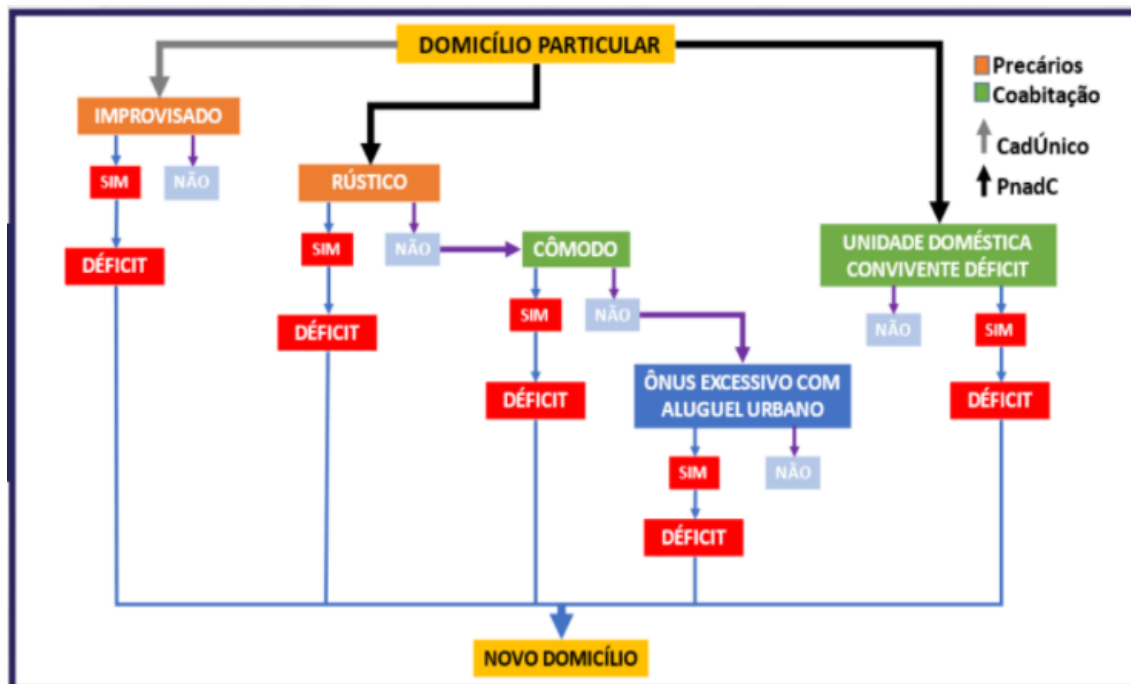 DOMICÍLIO PARTICULAR
Precários
Coabitação
CadÚnico
PnadC
IMPROVISADO
SIM
NÃO
DÉFICIT
RÚSTICO
SIM
NÃO
DÉFICIT
CÔMODO
SIM
NÃO
DÉFICIT
ÔNUS EXCESSIVO COM
ALUGUEL URBANO
SIM
NÃO
DÉFICIT
UNIDADE DOMÉSTICA
CONVIVENTE DÉFICIT
NÃO
SIM
DÉFICIT
NOVO DOMICÍLIO